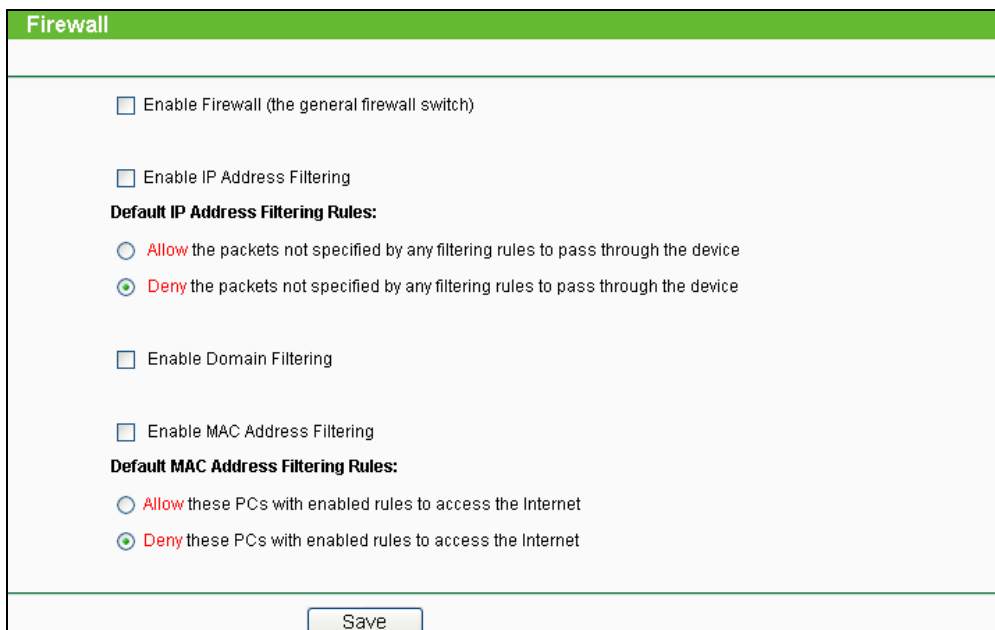 Firewall
Enable Firewall (the general firewall switch)
Enable IP Address Filtering
Default IP Address Filtering Rules:
Allow the packets not specified by any filtering rules to pass through the device
Deny the packets not specified by any filtering rules to pass through the device
Enable Domain Filtering
Enable MAC Address Filtering
Default MAC Address Filtering Rules:
Allow these PCs with enabled rules to access the Internet
Deny these PCs with enabled rules to access the Internet
Save